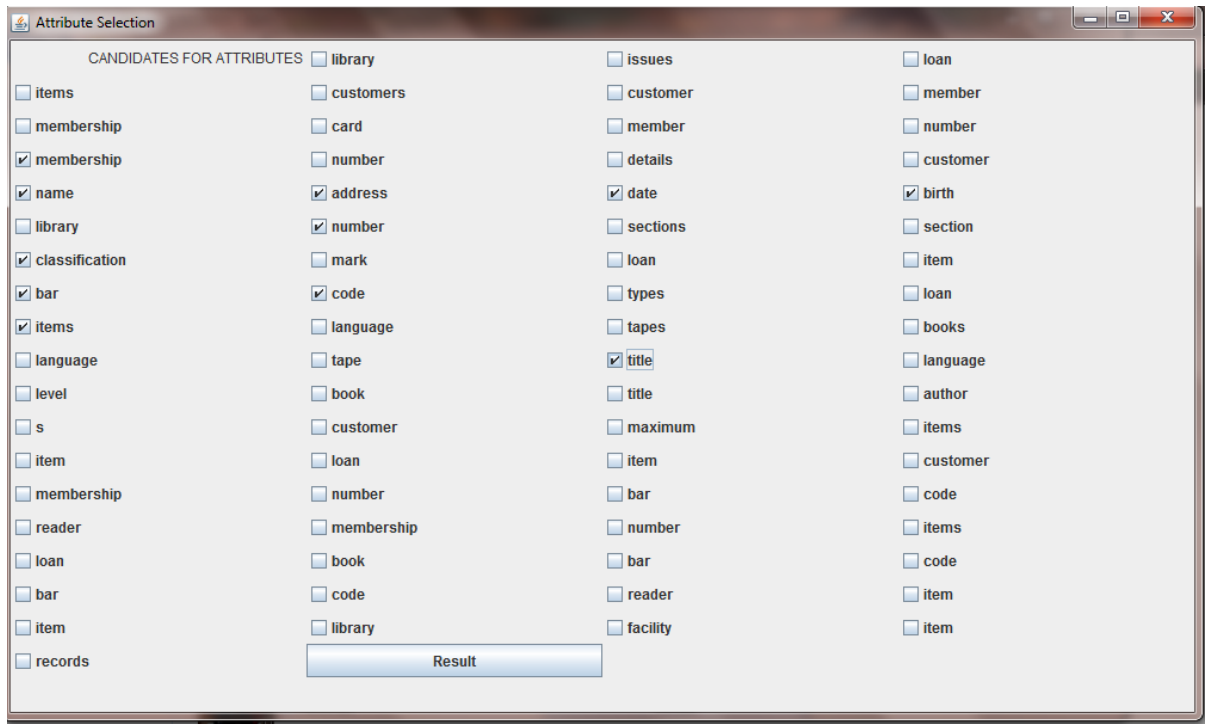 Attribute Selection
CANDIDATES FOR ATTRIBUTES library issues loan
items customers customer member
membership card member number
membership number details customer
name address date birth
library number sections section
classification mark loan item
bar code types loan
items language tapes books
language tape title language
level book title author
s customer maximum items
item loan item customer
membership number bar code
reader membership number items
loan book bar code
bar code reader item
item library facility item
records Result